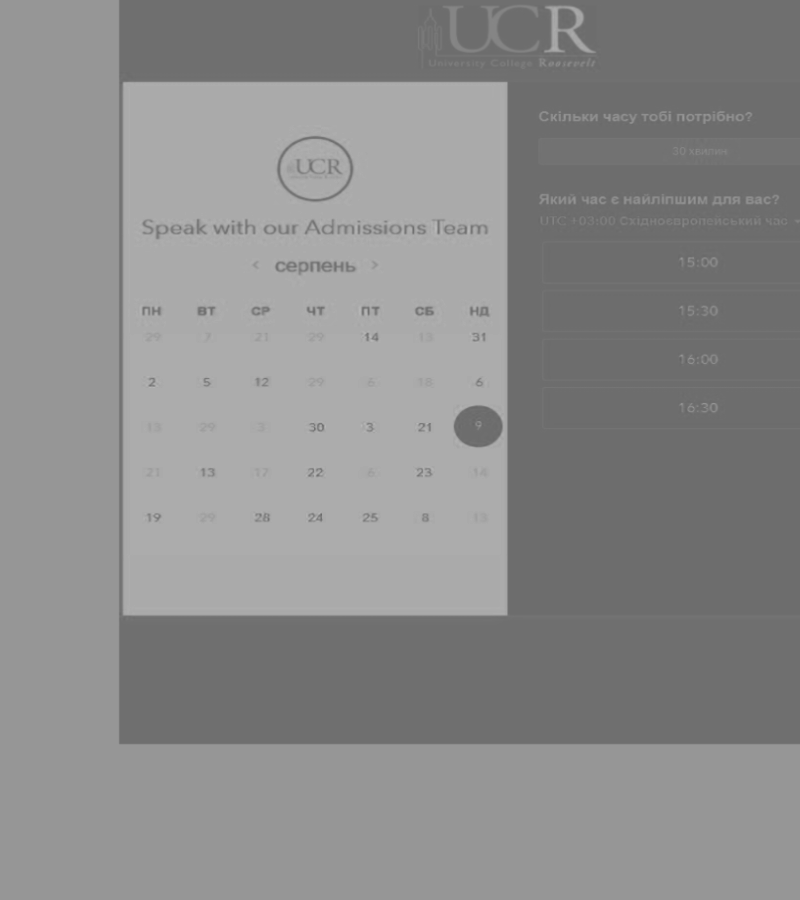 UCR
University College Roosevelt
UCR
Speak with our Admissions Team
‹ серпень ›
ПН ВТ СР ЧТ ПТ СБ НД
29 7 21 29 14 13 31
2 5 12 29 6 18 6
13 29 3 30 3 21 9
21 13 17 22 6 23 14
19 29 28 24 25 8 13
Скільки часу тобі потрібно?
30 хвилин
Який час є найліпшим для вас?
UTC +03:00 Східноєвропейський час
15:00
15:30
16:00
16:30